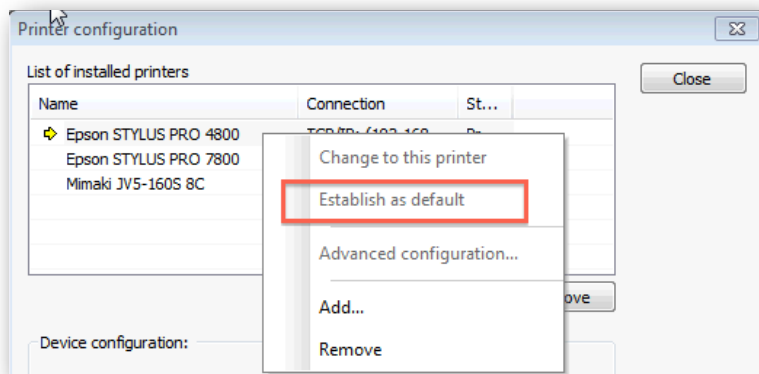 Printer configuration
List of installed printers
Close
Name Connection St...
Epson STYLUS PRO 4800
Epson STYLUS PRO 7800
Mimaki JV5-160S 8C
Change to this printer
Establish as default
Advanced configuration...
Add...
Remove
Device configuration: